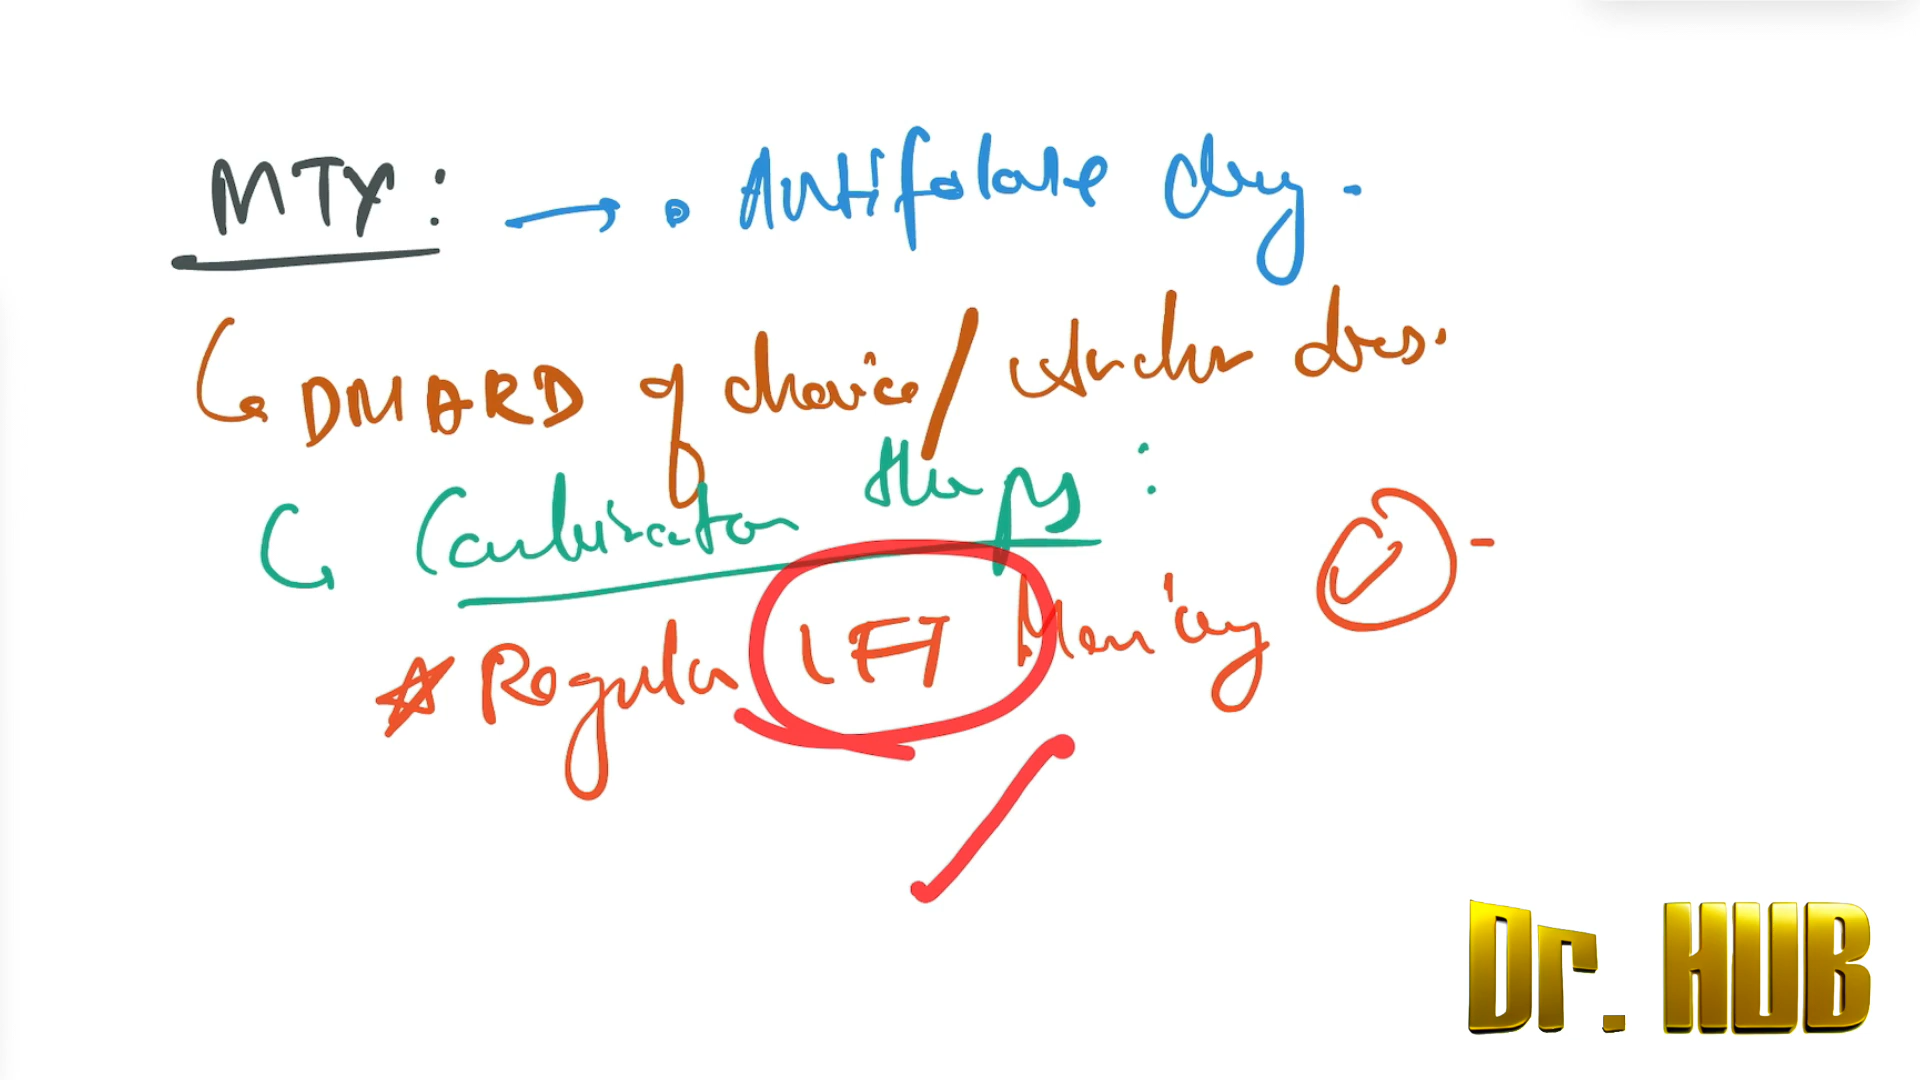 MTX: → • Antifolate drug.
DMARD of choice / Anchor drug.
Combination therapy:
Regular LFT Monitoring
Dr. HUB